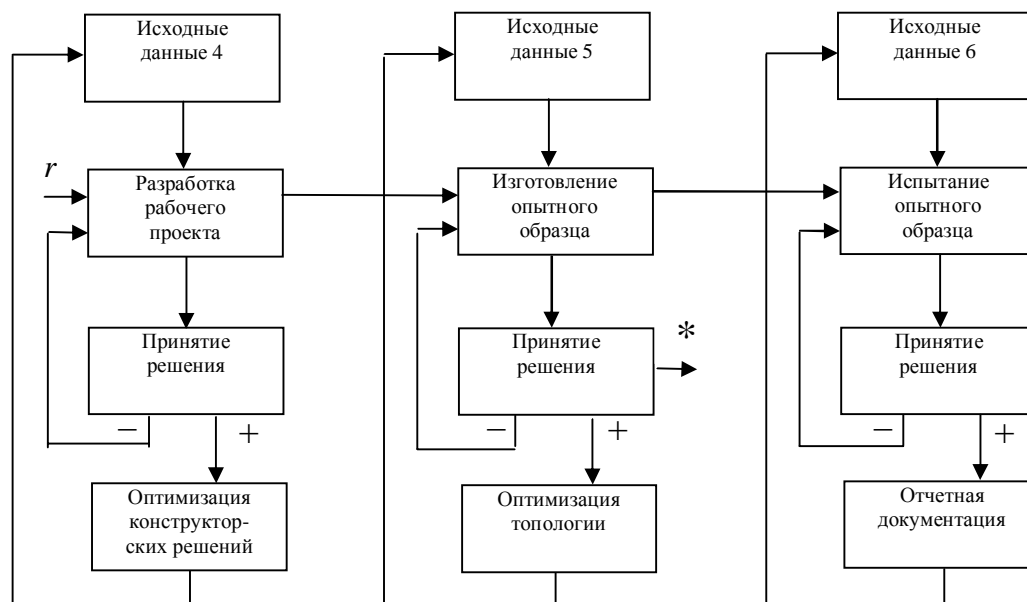 Исходные
данные 4
Исходные
данные 5
Исходные
данные 6
r
Разработка
рабочего
проекта
Изготовление
опытного
образца
Испытание
опытного
образца
Принятие
решения
Принятие
решения
*
Принятие
решения
−
+
−
+
−
+
Оптимизация
конструктор-
ских решений
Оптимизация
топологии
Отчетная
документация